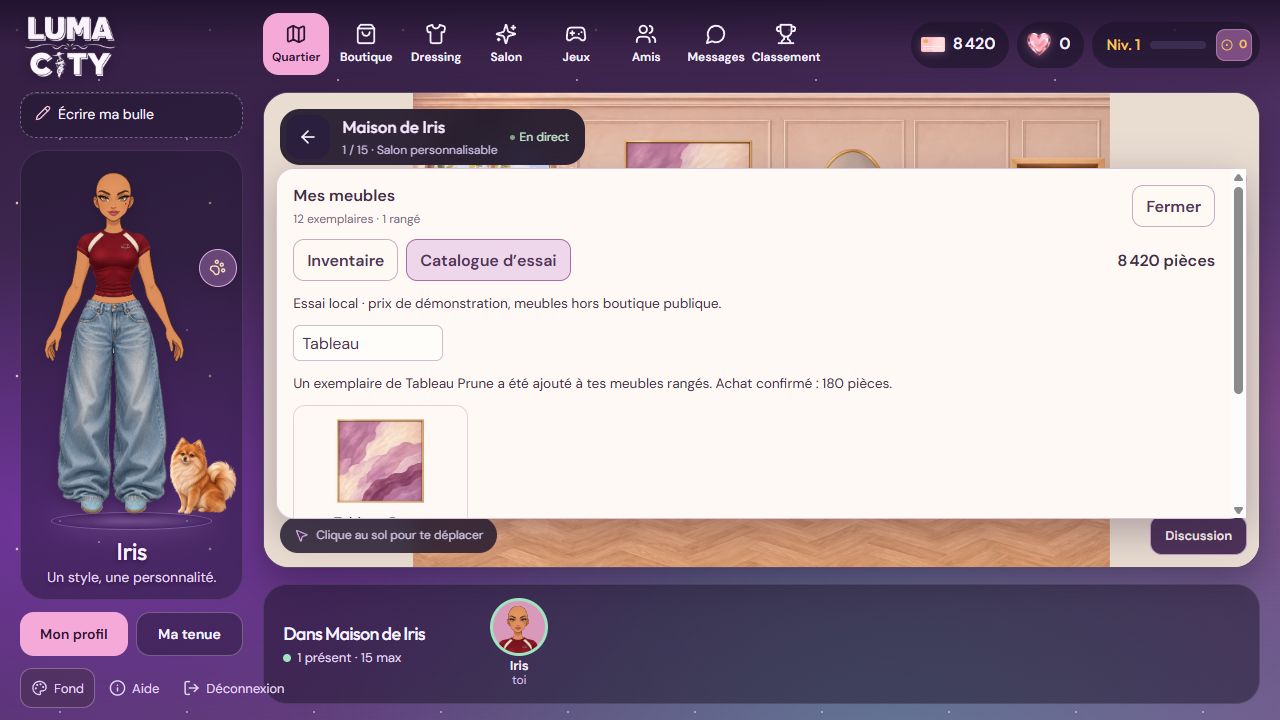 LUMA
CITY
Quartier
Boutique
Dressing
Salon
Jeux
Amis
Messages
Classement
8 420
0
Niv. 1
0
Écrire ma bulle
Maison de Iris
1 / 15 · Salon personnalisable
En direct
Mes meubles
12 exemplaires · 1 rangé
Fermer
Inventaire
Catalogue d’essai
8 420 pièces
Essai local · prix de démonstration, meubles hors boutique publique.
Tableau
Un exemplaire de Tableau Prune a été ajouté à tes meubles rangés. Achat confirmé : 180 pièces.
Clique au sol pour te déplacer
Discussion
Iris
Un style, une personnalité.
Mon profil
Ma tenue
Fond
Aide
Déconnexion
Dans Maison de Iris
1 présent · 15 max
Iris
toi